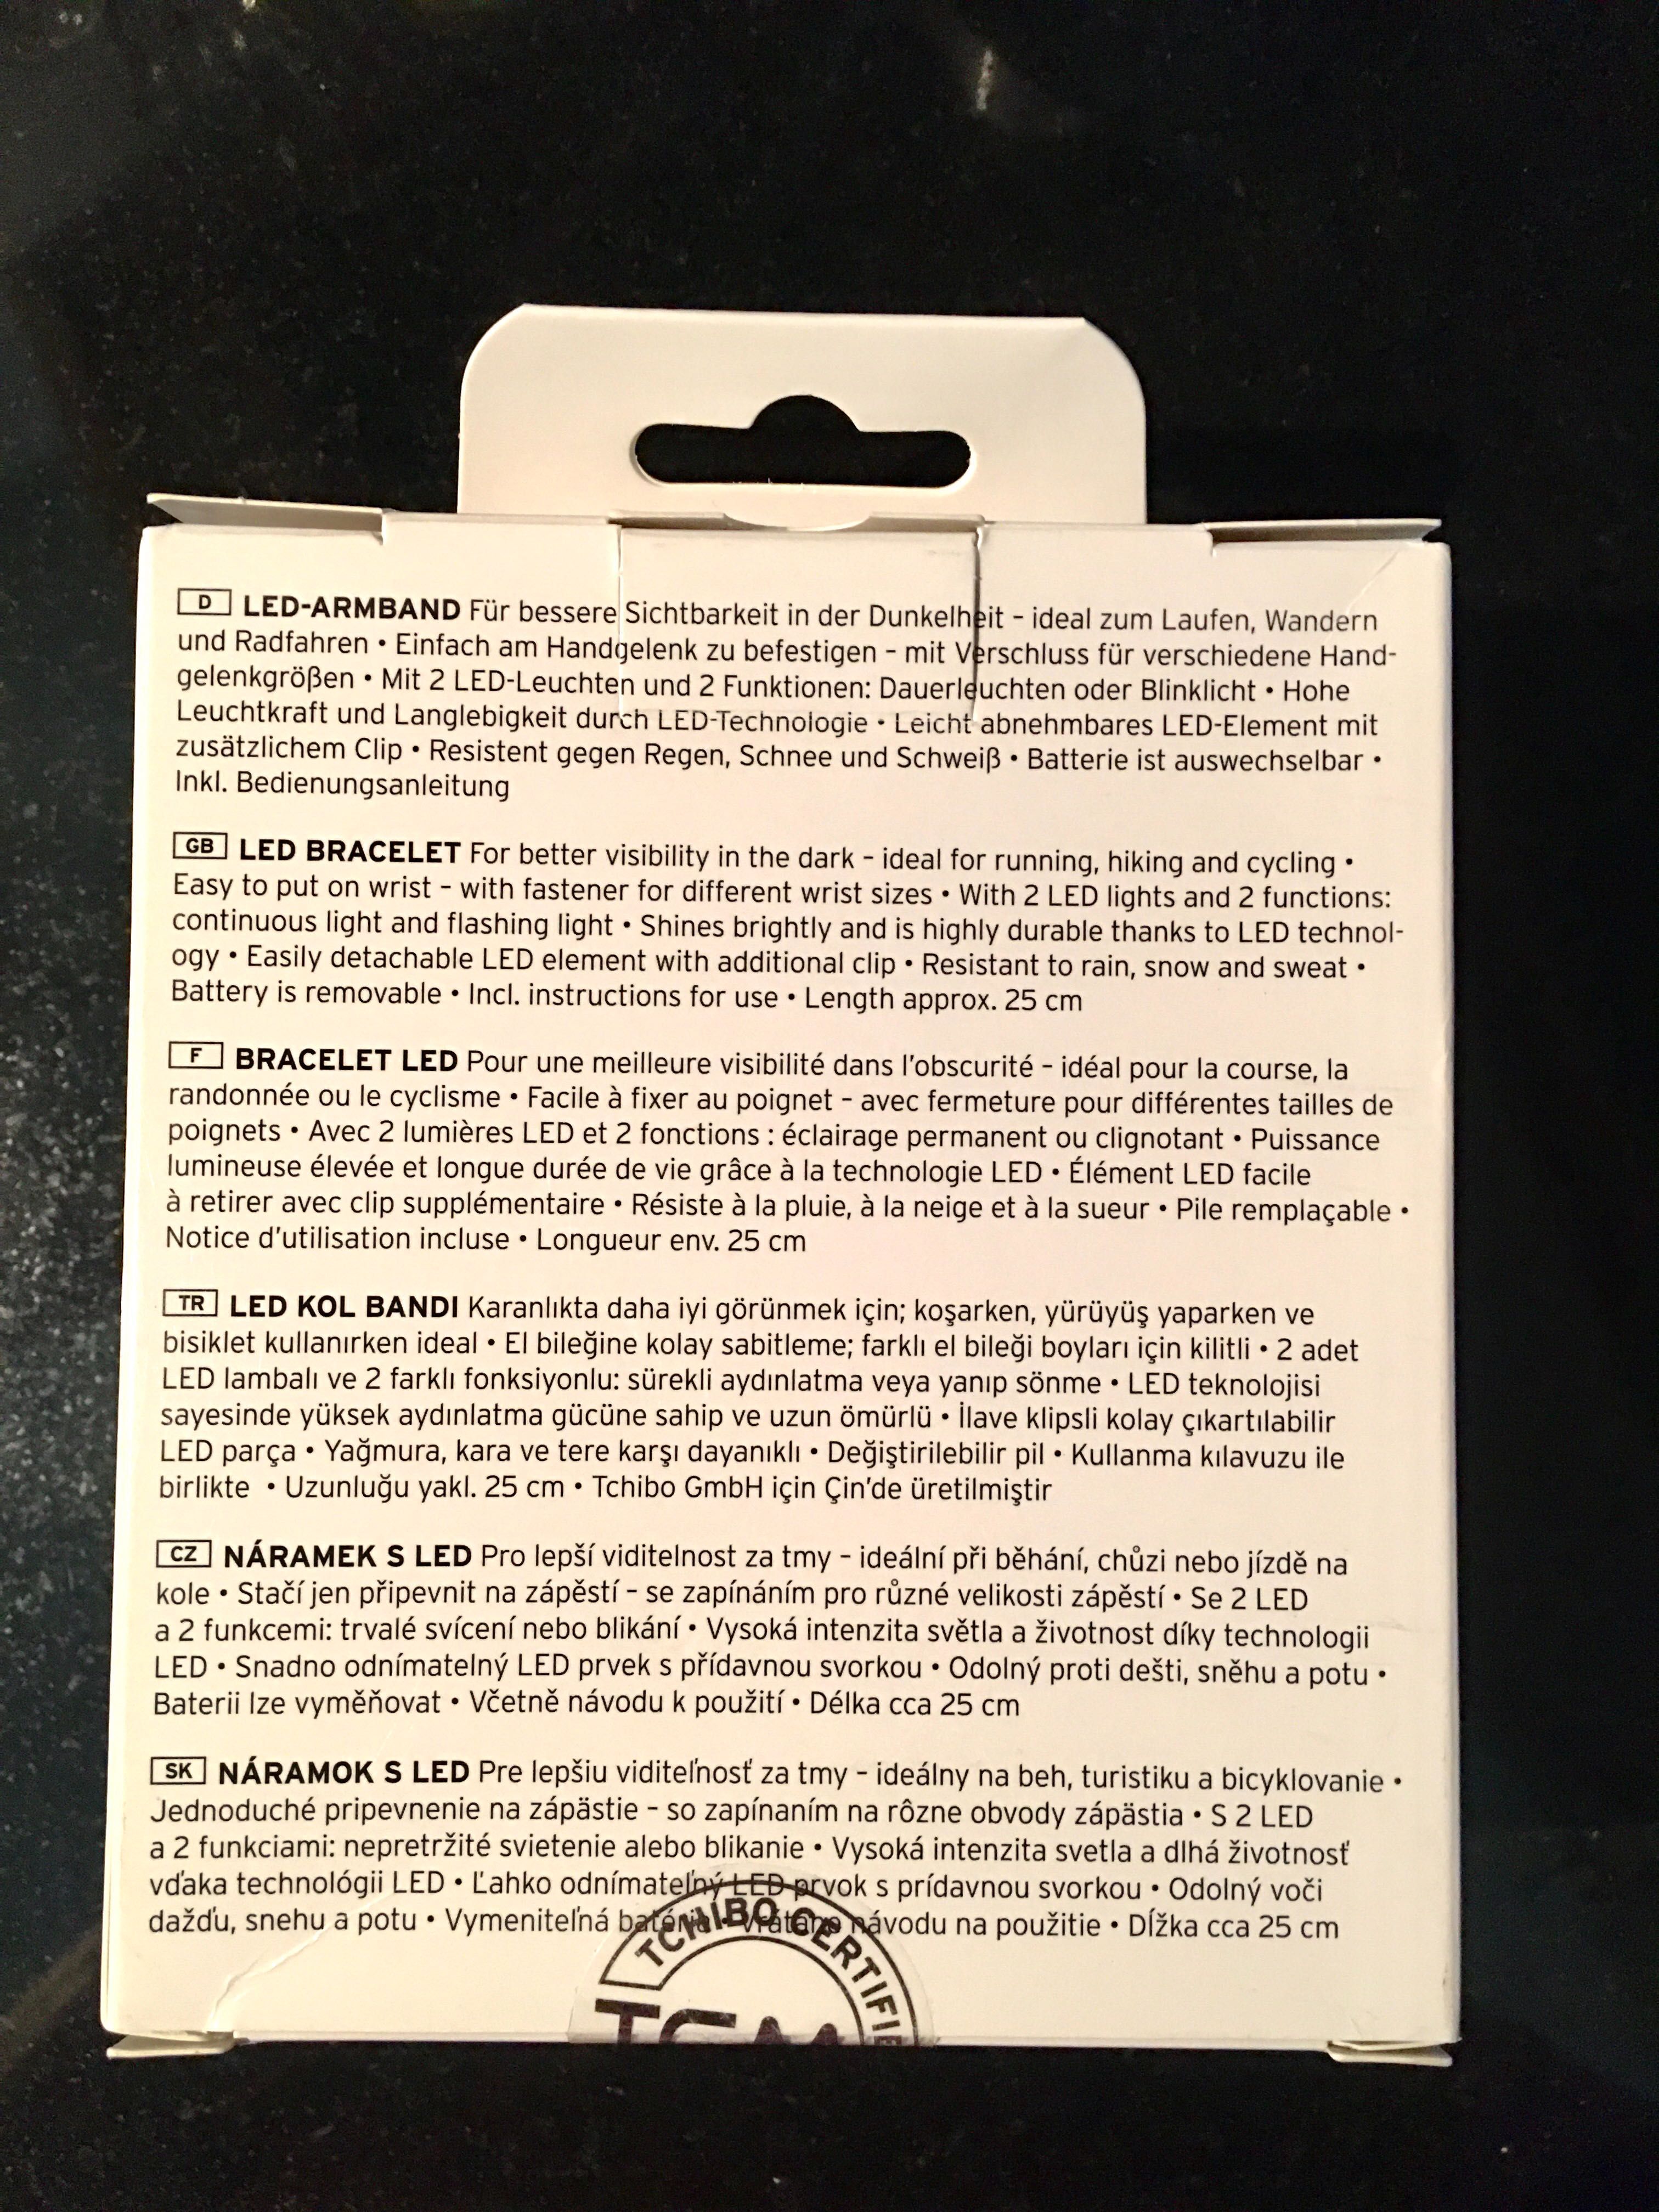 D LED-ARMBAND Für bessere Sichtbarkeit in der Dunkelheit – ideal zum Laufen, Wandern
und Radfahren • Einfach am Handgelenk zu befestigen – mit Verschluss für verschiedene Hand-
gelenkgrößen • Mit 2 LED-Leuchten und 2 Funktionen: Dauerleuchten oder Blinklicht • Hohe
Leuchtkraft und Langlebigkeit durch LED-Technologie • Leicht abnehmbares LED-Element mit
zusätzlichem Clip • Resistent gegen Regen, Schnee und Schweiß • Batterie ist auswechselbar •
Inkl. Bedienungsanleitung
GB LED BRACELET For better visibility in the dark – ideal for running, hiking and cycling •
Easy to put on wrist – with fastener for different wrist sizes • With 2 LED lights and 2 functions:
continuous light and flashing light • Shines brightly and is highly durable thanks to LED technol-
ogy • Easily detachable LED element with additional clip • Resistant to rain, snow and sweat •
Battery is removable • Incl. instructions for use • Length approx. 25 cm
F BRACELET LED Pour une meilleure visibilité dans l'obscurité – idéal pour la course, la
randonnée ou le cyclisme • Facile à fixer au poignet – avec fermeture pour différentes tailles de
poignets • Avec 2 lumières LED et 2 fonctions : éclairage permanent ou clignotant • Puissance
lumineuse élevée et longue durée de vie grâce à la technologie LED • Élément LED facile
à retirer avec clip supplémentaire • Résiste à la pluie, à la neige et à la sueur • Pile remplaçable •
Notice d'utilisation incluse • Longueur env. 25 cm
TR LED KOL BANDI Karanlıkta daha iyi görünmek için; koşarken, yürüyüş yaparken ve
bisiklet kullanırken ideal • El bileğine kolay sabitleme; farklı el bileği boyları için kilitli • 2 adet
LED lambalı ve 2 farklı fonksiyonlu: sürekli aydınlatma veya yanıp sönme • LED teknolojisi
sayesinde yüksek aydınlatma gücüne sahip ve uzun ömürlü • İlave klipsli kolay çıkartılabilir
LED parça • Yağmura, kara ve tere karşı dayanıklı • Değiştirilebilir pil • Kullanma kılavuzu ile
birlikte • Uzunluğu yakl. 25 cm • Tchibo GmbH için Çin'de üretilmiştir
CZ NÁRAMEK S LED Pro lepší viditelnost za tmy – ideální při běhání, chůzi nebo jízdě na
kole • Stačí jen připevnit na zápěstí – se zapínáním pro různé velikosti zápěstí • Se 2 LED
a 2 funkcemi: trvalé svícení nebo blikání • Vysoká intenzita světla a životnost díky technologii
LED • Snadno odnímatelný LED prvek s přídavnou svorkou • Odolný proti dešti, sněhu a potu •
Baterii lze vyměňovat • Včetně návodu k použití • Délka cca 25 cm
SK NÁRAMOK S LED Pre lepšiu viditeľnosť za tmy – ideálny na beh, turistiku a bicyklovanie •
Jednoduché pripevnenie na zápästie – so zapínaním na rôzne obvody zápästia • S 2 LED
a 2 funkciami: nepretržité svietenie alebo blikanie • Vysoká intenzita svetla a dlhá životnosť
vďaka technológii LED • Ľahko odnímateľný LED prvok s prídavnou svorkou • Odolný voči
dažďu, snehu a potu • Vymeniteľná batéria • Vrátane návodu na použitie • Dĺžka cca 25 cm
TCHIBO